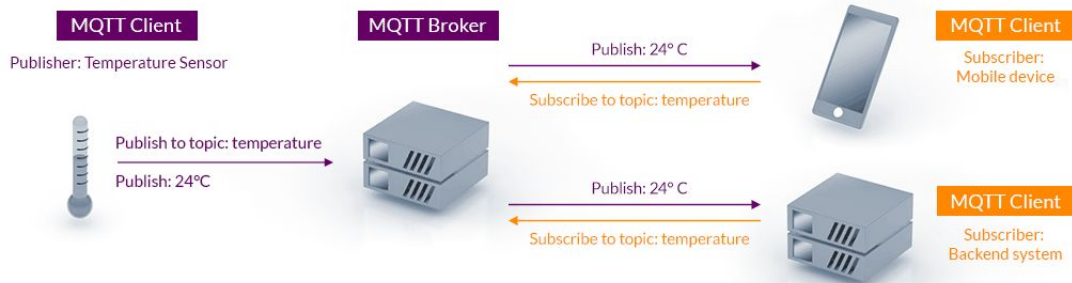 MQTT Client
Publisher: Temperature Sensor
Publish to topic: temperature
Publish: 24°C
MQTT Broker
Publish: 24° C
Subscribe to topic: temperature
MQTT Client
Subscriber:
Mobile device
Publish: 24° C
Subscribe to topic: temperature
MQTT Client
Subscriber:
Backend system